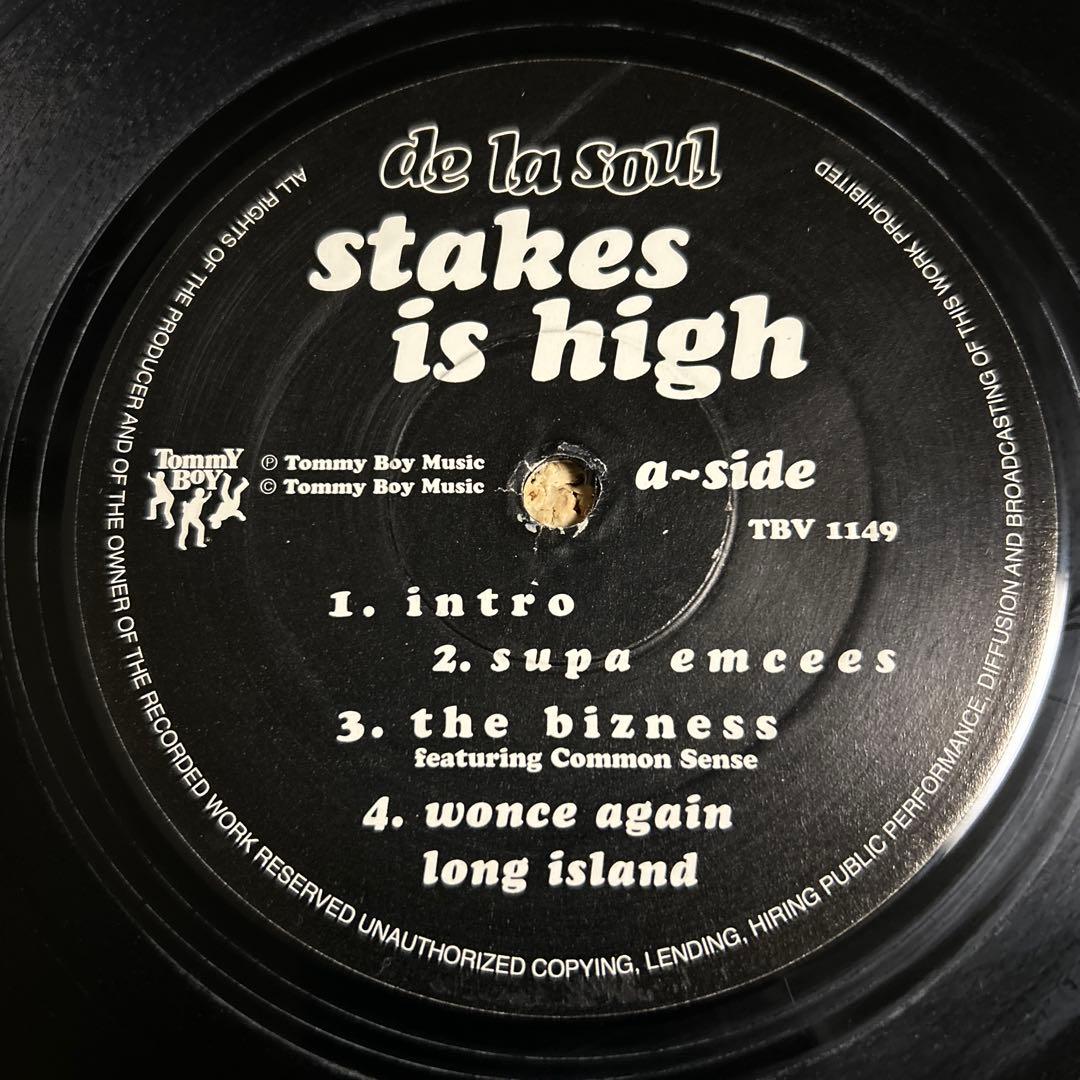 de la soul
stakes
is high
Tommy
Boy
℗ Tommy Boy Music
© Tommy Boy Music
a~side
TBV 1149
1. intro
2. supa emcees
3. the bizness
featuring Common Sense
4. wonce again
long island
ALL RIGHTS OF THE PRODUCER AND OF THE OWNER OF THE RECORDED WORK RESERVED UNAUTHORIZED COPYING, LENDING, HIRING PUBLIC PERFORMANCE, DIFFUSION AND BROADCASTING OF THIS WORK PROHIBITED